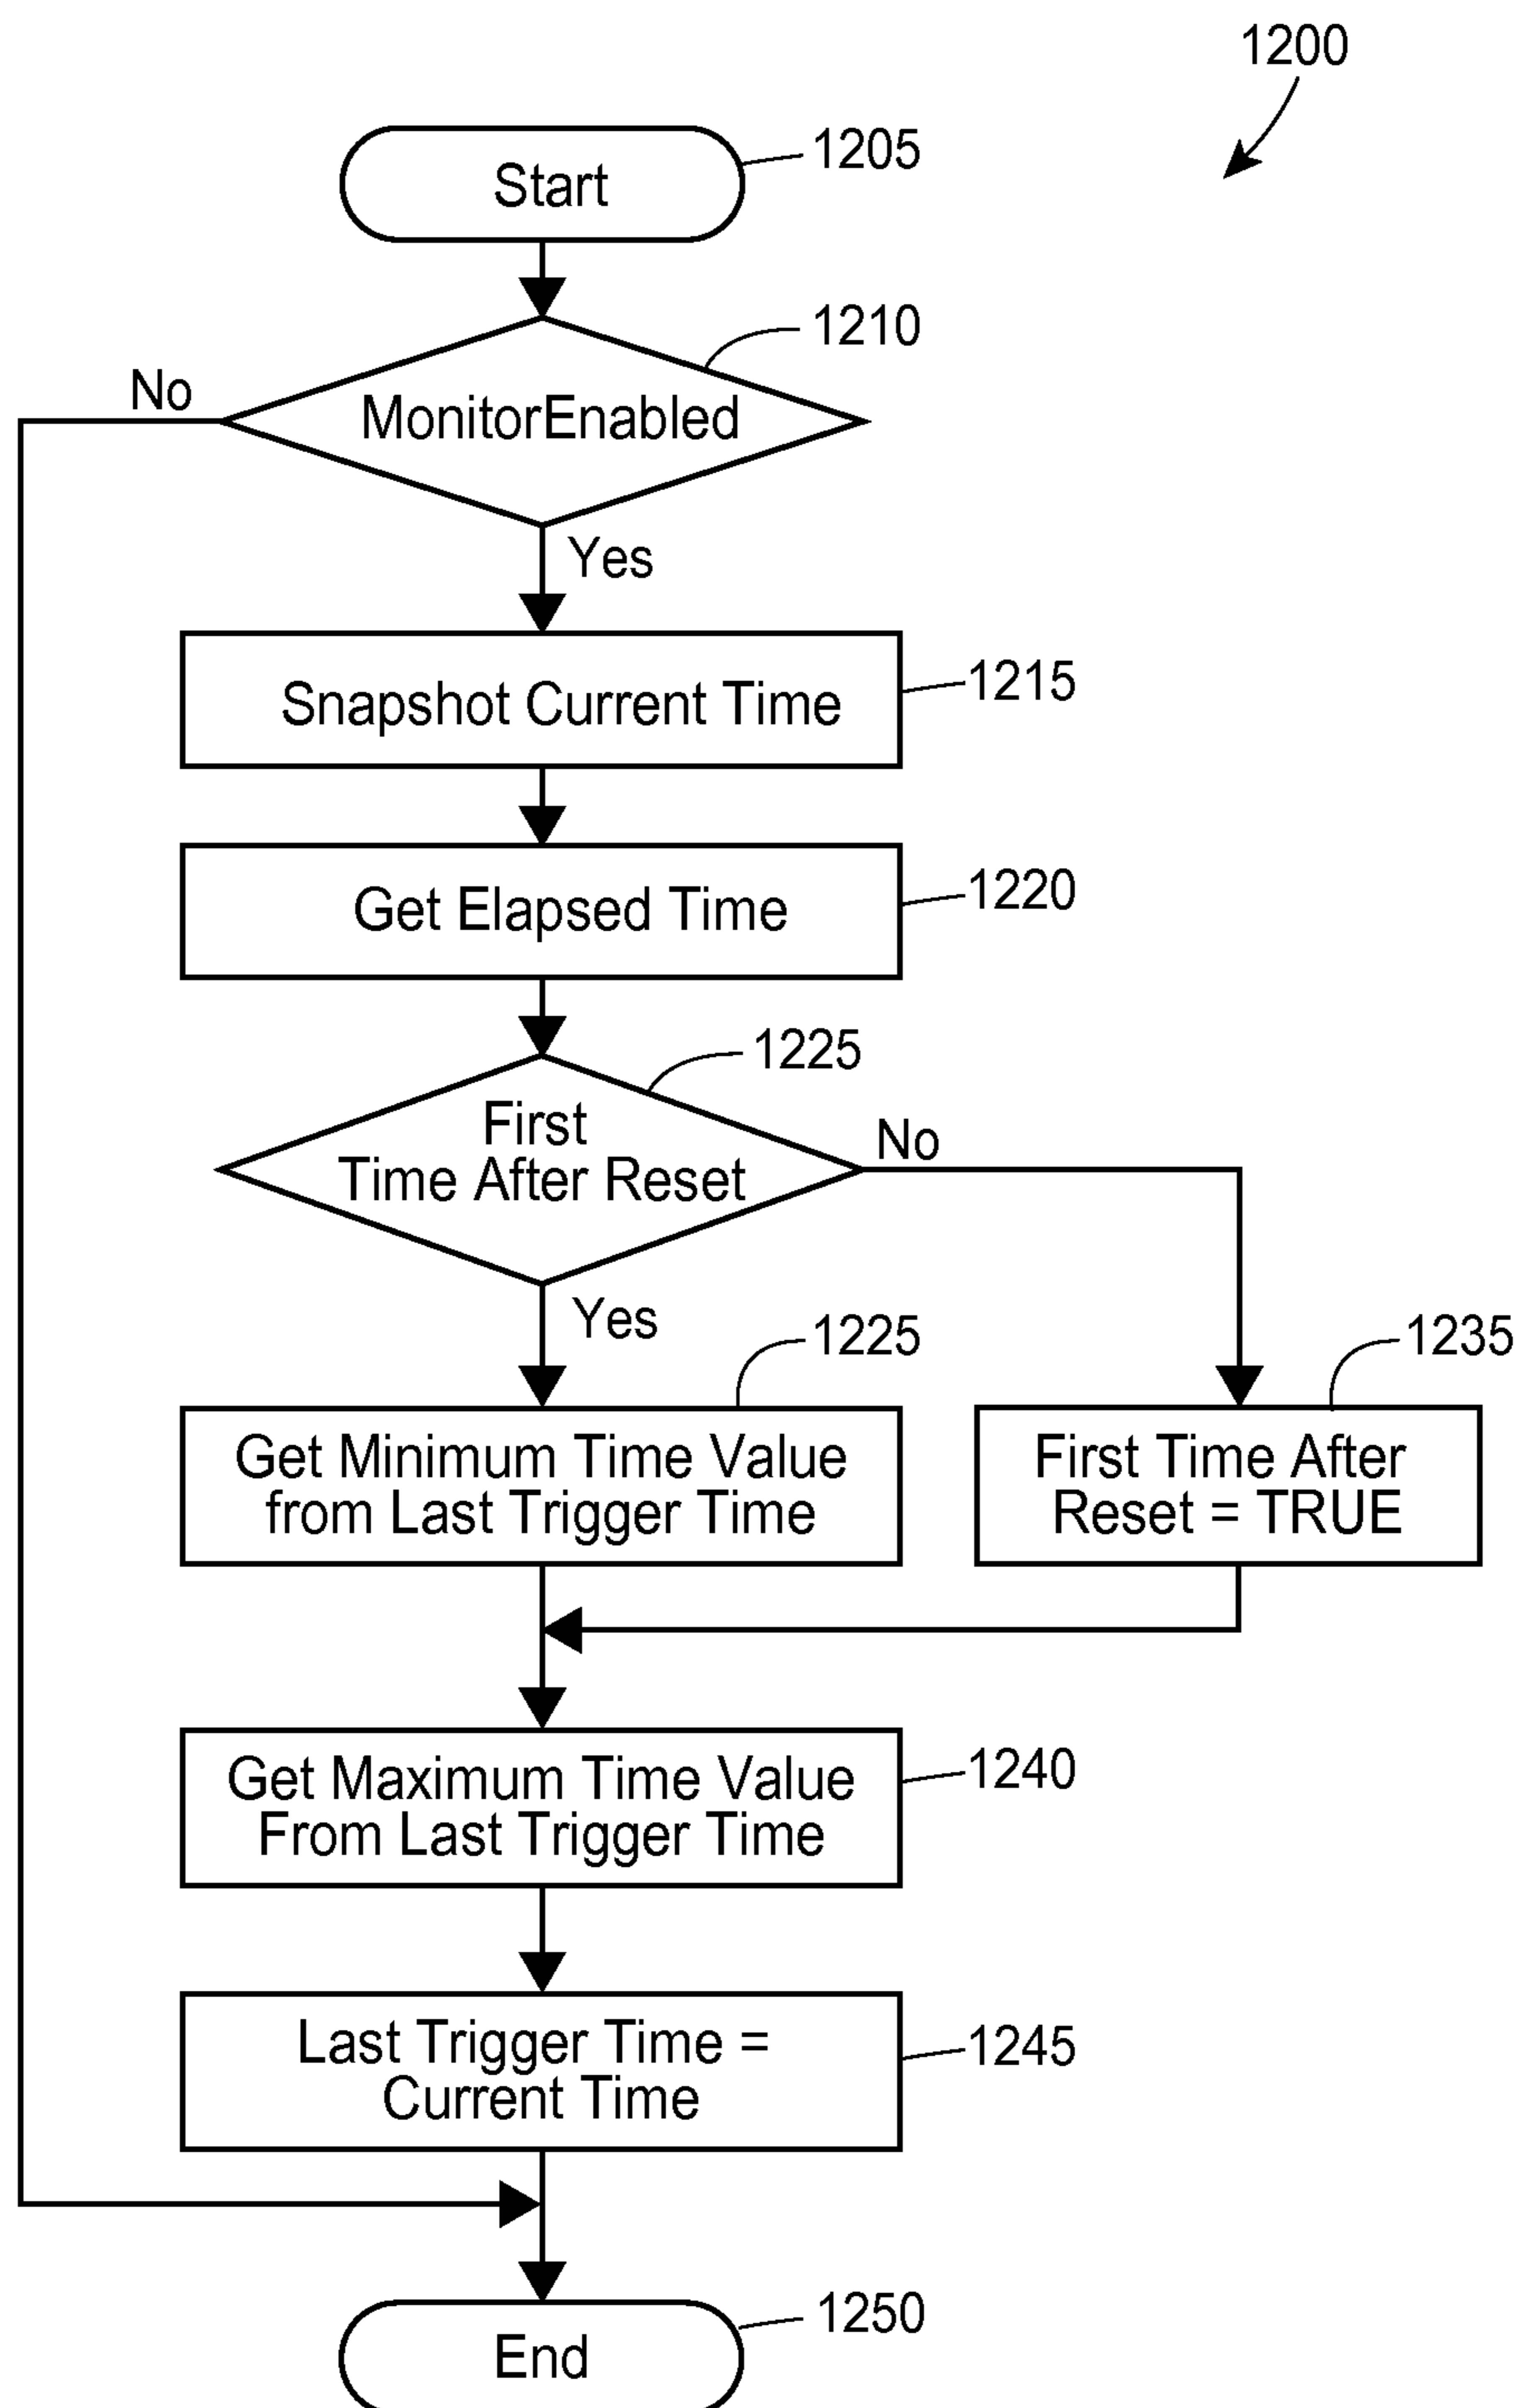 1200
Start
1205
1210
No
MonitorEnabled
Yes
Snapshot Current Time
1215
Get Elapsed Time
1220
1225
First
Time After Reset
No
Yes
1225
1235
Get Minimum Time Value
from Last Trigger Time
First Time After
Reset = TRUE
Get Maximum Time Value
From Last Trigger Time
1240
Last Trigger Time =
Current Time
1245
1250
End